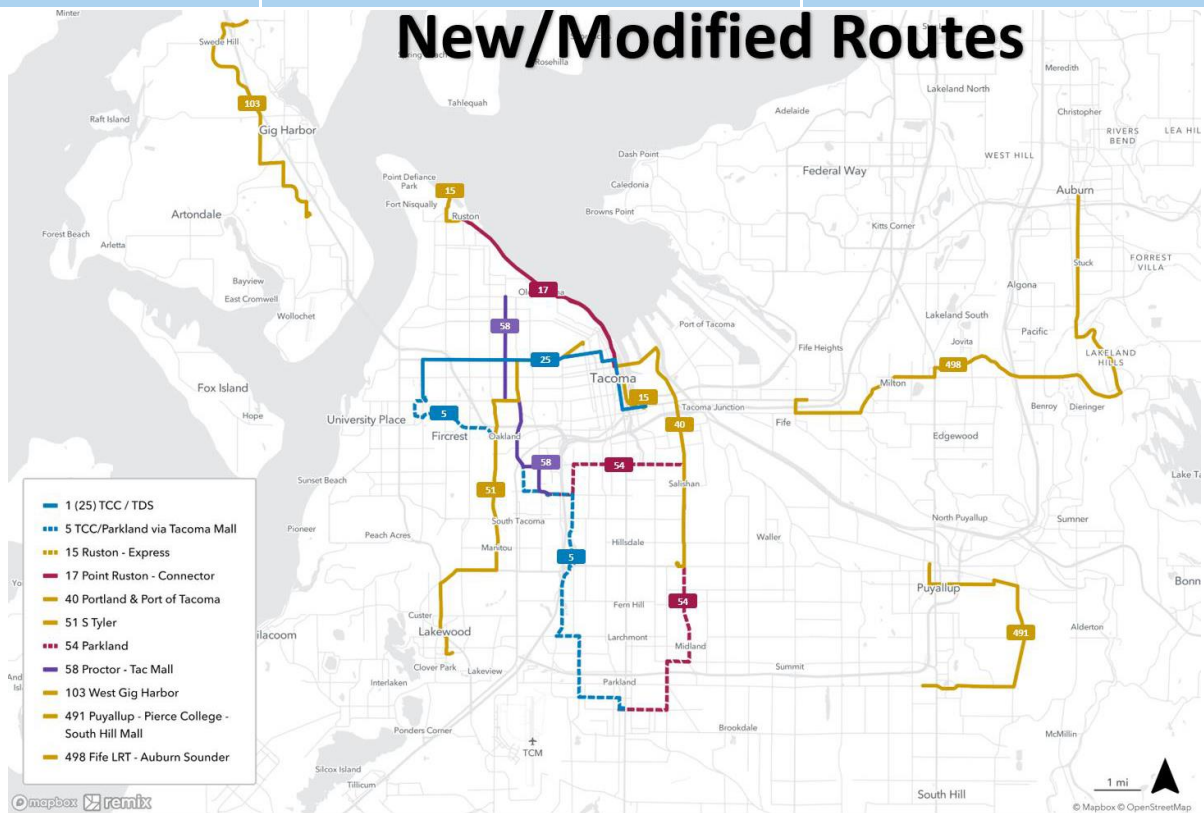 New/Modified Routes
Minter
Swede Hill
Rosehilla
Meredith
Lakeland North
103
Tahlequah
Adelaide
Christopher
Raft Island
Gig Harbor
RIVERS
BEND
LEA HIL
Dash Point
WEST HILL
Point Defiance
Park
Federal Way
Caledonia
Auburn
15
Fort Nisqually
Artondale
Ruston
Browns Point
Kitts Corner
Forest Beach
Arletta
Stuck
FORREST
VILLA
Bayview
Algona
East Cromwell
17
Lakeland South
Wollochet
58
Port of Tacoma
Pacific
Fife Heights
Jovita
LAKELAND
HILLS
25
498
Fox Island
Tacoma
Milton
Hope
15
University Place
5
Tacoma Junction
Benroy
Dieringer
Fircrest
Oakland
40
Fife
Edgewood
58
54
Lake Ta
Sunset Beach
51
Salishan
Pioneer
South Tacoma
North Puyallup
Sumner
Peach Acres
Hillsdale
Waller
Manitou
5
Bonn
Puyallup
Custer
Fern Hill
54
Lakewood
Larchmont
491
Alderton
ilacoom
Midland
Clover Park
Lakeview
Summit
Interlaken
Parkland
Ponders Corner
Brookdale
McMillin
TCM
Silcox Island
Tillicum
South Hill
1 (25) TCC / TDS
5 TCC/Parkland via Tacoma Mall
15 Ruston - Express
17 Point Ruston - Connector
40 Portland & Port of Tacoma
51 S Tyler
54 Parkland
58 Proctor - Tac Mall
103 West Gig Harbor
491 Puyallup - Pierce College -
South Hill Mall
498 Fife LRT - Auburn Sounder
mapbox remix
1 mi
© Mapbox © OpenStreetMap